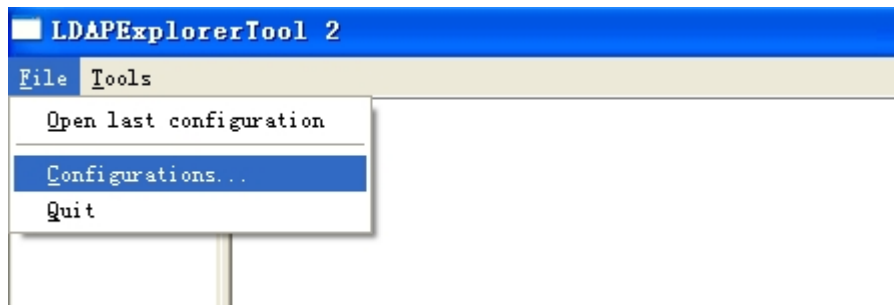 LDAPExplorerTool 2
File Tools
Open last configuration
Configurations...
Quit